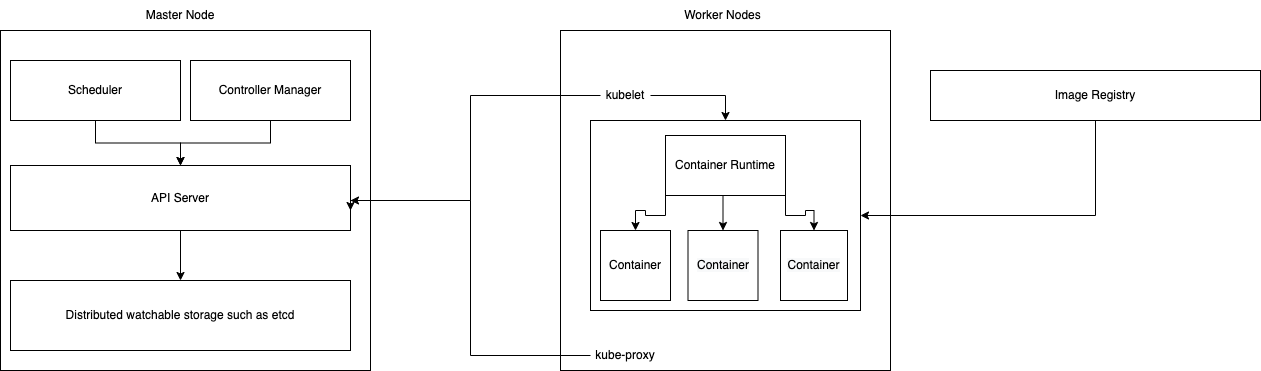 Master Node
Worker Nodes
Scheduler
Controller Manager
kubelet
Image Registry
Container Runtime
API Server
Container
Container
Container
Distributed watchable storage such as etcd
kube-proxy